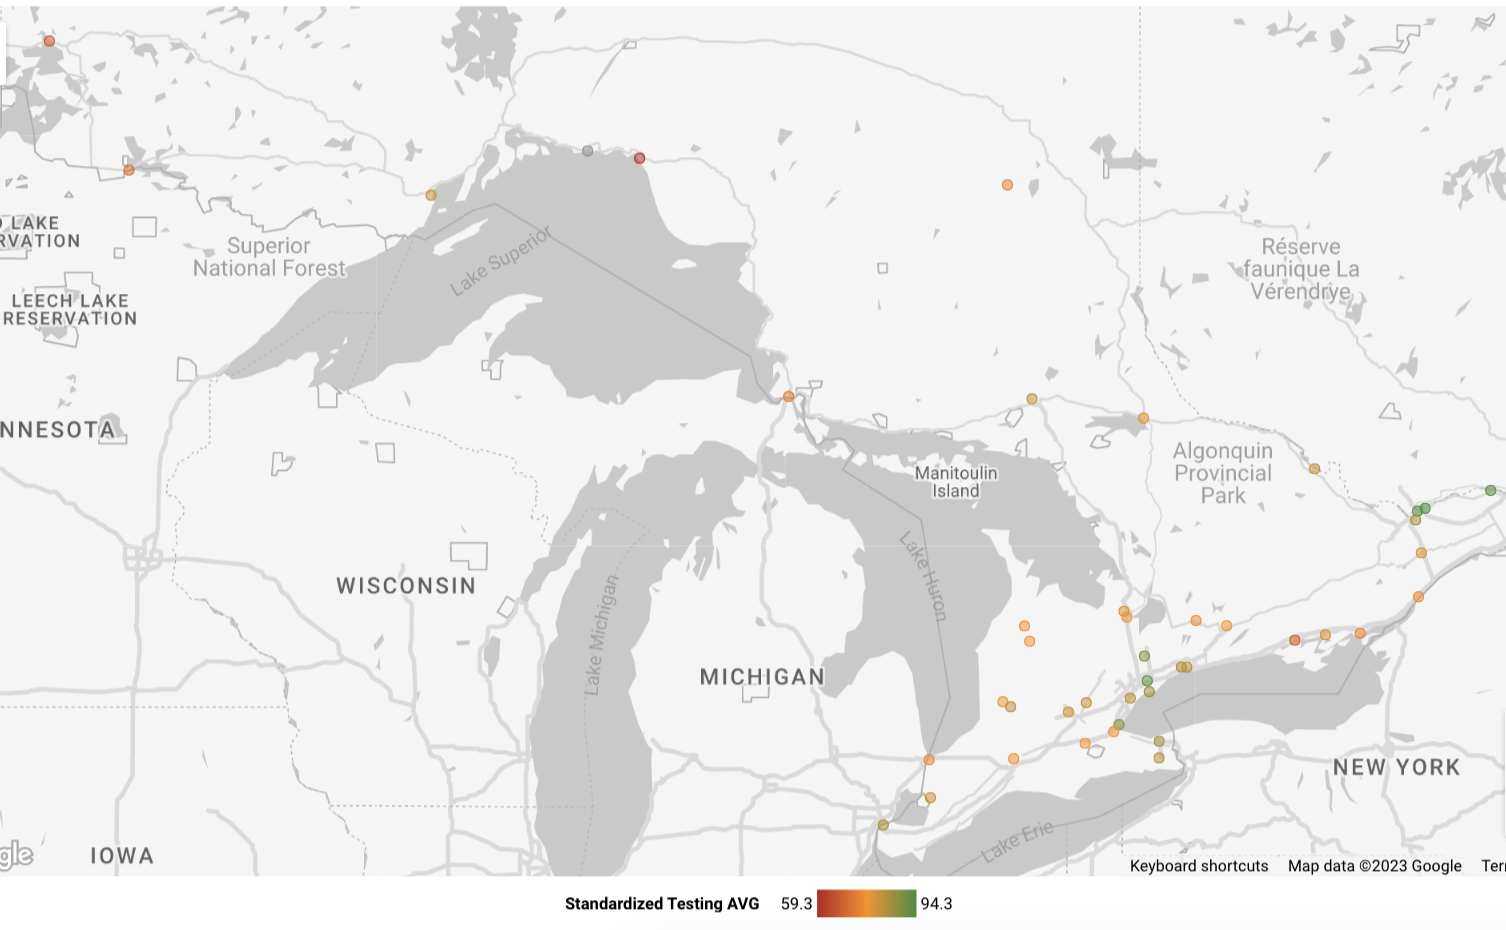 LAKE
RVATION
Superior
National Forest
LEECH LAKE
RESERVATION
Lake Superior
Réserve
faunique La
Vérendrye
NNESOTA
Algonquin
Provincial
Park
Manitoulin
Island
Lake Huron
WISCONSIN
Lake Michigan
MICHIGAN
NEW YORK
Lake Erie
gle
IOWA
Keyboard shortcuts Map data ©2023 Google Ter
Standardized Testing AVG 59.3 94.3